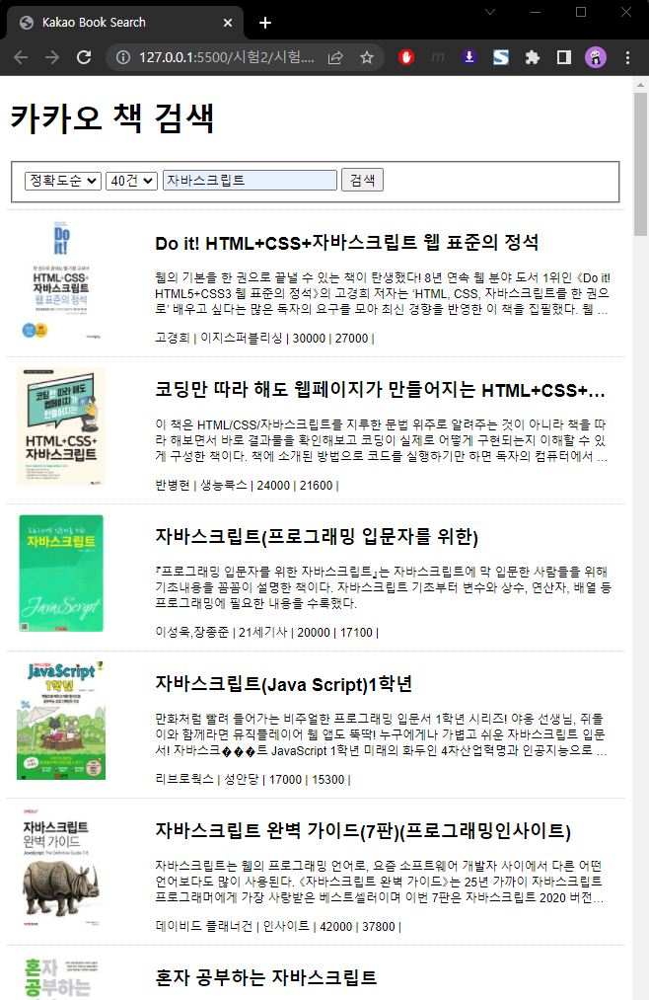 Kakao Book Search
127.0.0.1:5500/시험2/시험....
카카오 책 검색
정확도순 40건 자바스크립트 검색
Do it!
HTML+CSS+
자바스크립트
웹 표준의 정석
Do it! HTML+CSS+자바스크립트 웹 표준의 정석
웹의 기본을 한 권으로 끝낼 수 있는 책이 탄생했다! 8년 연속 웹 분야 도서 1위인 《Do it!
HTML5+CSS3 웹 표준의 정석》의 고경희 저자는 ‘HTML, CSS, 자바스크립트를 한 권으
로’ 배우고 싶다는 많은 독자의 요구를 모아 최신 경향을 반영한 이 책을 집필했다. 웹 ...
고경희 | 이지스퍼블리싱 | 30000 | 27000 |
코딩만 따라 해도
웹페이지가
만들어지는
HTML+CSS+
자바스크립트
코딩만 따라 해도 웹페이지가 만들어지는 HTML+CSS+...
이 책은 HTML/CSS/자바스크립트를 지루한 문법 위주로 알려주는 것이 아니라 책을 따
라 해보면서 바로 결과물을 확인해보고 코딩이 실제로 어떻게 구현되는지 이해할 수 있
게 구성한 책이다. 책에 소개된 방법으로 코드를 실행하기만 하면 독자의 컴퓨터에서 ...
반병현 | 생능북스 | 24000 | 21600 |
프로그래밍 입문자를 위한
자바스크립트
JavaScript
자바스크립트(프로그래밍 입문자를 위한)
『프로그래밍 입문자를 위한 자바스크립트』는 자바스크립트에 막 입문한 사람들을 위해
기초내용을 꼼꼼이 설명한 책이다. 자바스크립트 기초부터 변수와 상수, 연산자, 배열 등
프로그래밍에 필요한 내용을 수록했다.
이성욱,장종준 | 21세기사 | 20000 | 17100 |
JavaScript
1학년
자바스크립트(Java Script)1학년
만화처럼 빨려 들어가는 비주얼한 프로그래밍 입문서 1학년 시리즈! 야옹 선생님, 쥐돌
이와 함께라면 뮤직플레이어 웹 앱도 뚝딱! 누구에게나 가볍고 쉬운 자바스크립트 입문
서! 자바스크���트 JavaScript 1학년 미래의 화두인 4차산업혁명과 인공지능으로 ...
리브로웍스 | 성안당 | 17000 | 15300 |
O'REILLY
자바스크립트
완벽 가이드
JavaScript: The Definitive Guide
자바스크립트 완벽 가이드(7판)(프로그래밍인사이트)
자바스크립트는 웹의 프로그래밍 언어로, 요즘 소프트웨어 개발자 사이에서 다른 어떤
언어보다도 많이 사용된다. 《자바스크립트 완벽 가이드》는 25년 가까이 자바스크립트
프로그래머에게 가장 사랑받은 베스트셀러이며 이번 7판은 자바스크립트 2020 버전...
데이비드 플래너건 | 인사이트 | 42000 | 37800 |
혼자
공부하는
혼자 공부하는 자바스크립트